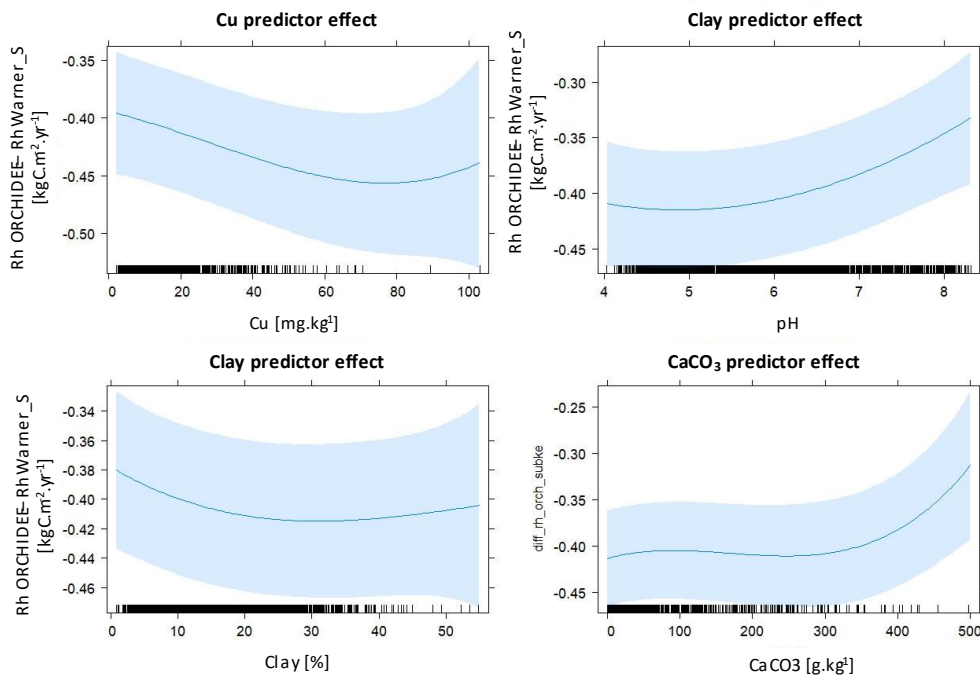 Cu predictor effect
Rh ORCHIDEE– Rh Warner_S
[kgC.m⁻².yr⁻¹]
-0.35
-0.40
-0.45
-0.50
0 20 40 60 80 100
Cu [mg.kg¹]
Clay predictor effect
Rh ORCHIDEE– Rh Warner_S
[kgC.m⁻².yr⁻¹]
-0.30
-0.35
-0.40
-0.45
4 5 6 7 8
pH
Clay predictor effect
Rh ORCHIDEE– Rh Warner_S
[kgC.m⁻².yr⁻¹]
-0.34
-0.36
-0.38
-0.40
-0.42
-0.44
-0.46
0 10 20 30 40 50
Clay [%]
CaCO₃ predictor effect
diff_rh_orch_subke
-0.25
-0.30
-0.35
-0.40
-0.45
0 100 200 300 400 500
CaCO3 [g.kg¹]